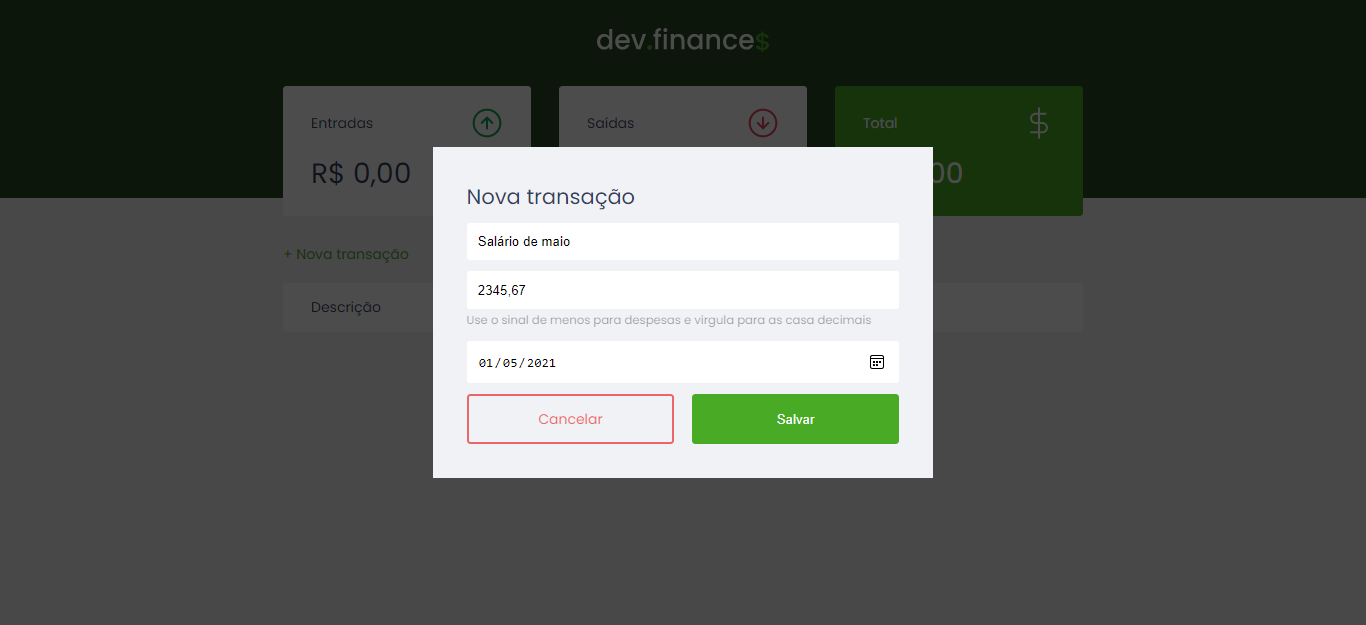 dev.finance$
Entradas
Saídas
Total
$
R$ 0,00
00
Nova transação
Salário de maio
2345,67
Use o sinal de menos para despesas e virgula para as casa decimais
01/05/2021
Cancelar
Salvar
+ Nova transação
Descrição